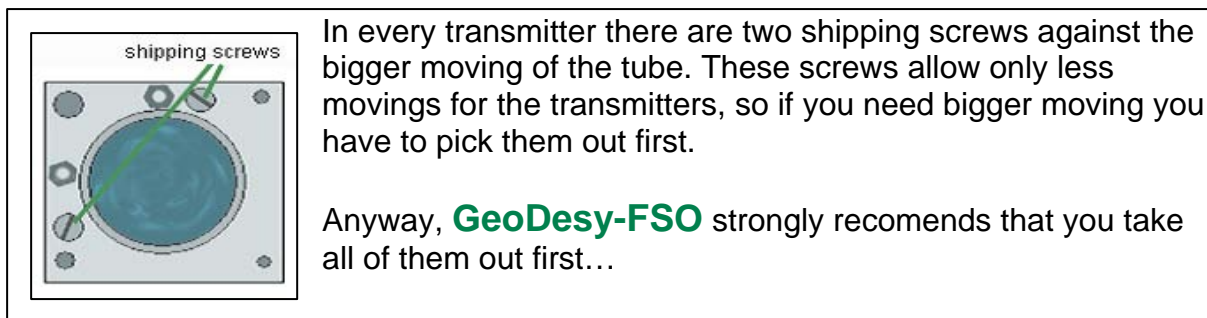 shipping screws
In every transmitter there are two shipping screws against the
bigger moving of the tube. These screws allow only less
movings for the transmitters, so if you need bigger moving you
have to pick them out first.
Anyway, GeoDesy-FSO strongly recomends that you take
all of them out first…